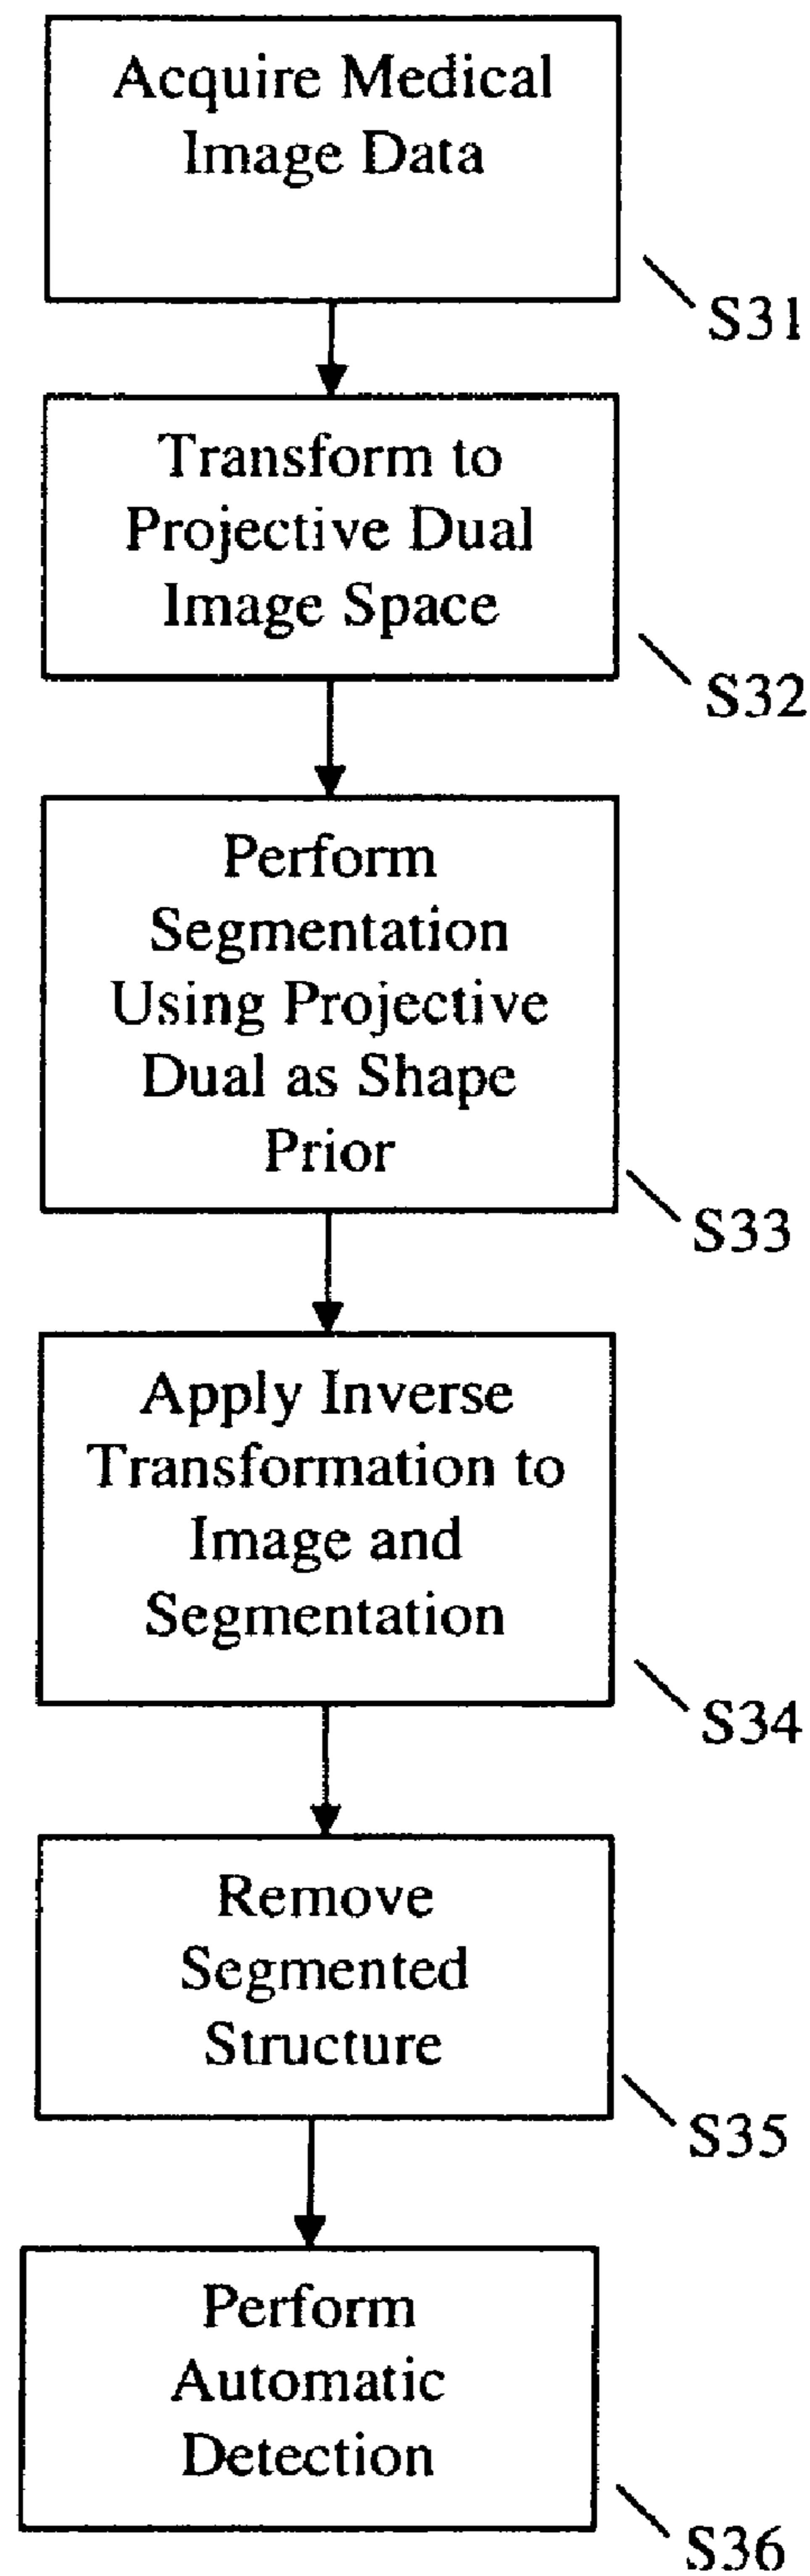 Acquire Medical
Image Data
S31
Transform to
Projective Dual
Image Space
S32
Perform
Segmentation
Using Projective
Dual as Shape
Prior
S33
Apply Inverse
Transformation to
Image and
Segmentation
S34
Remove
Segmented
Structure
S35
Perform
Automatic
Detection
S36